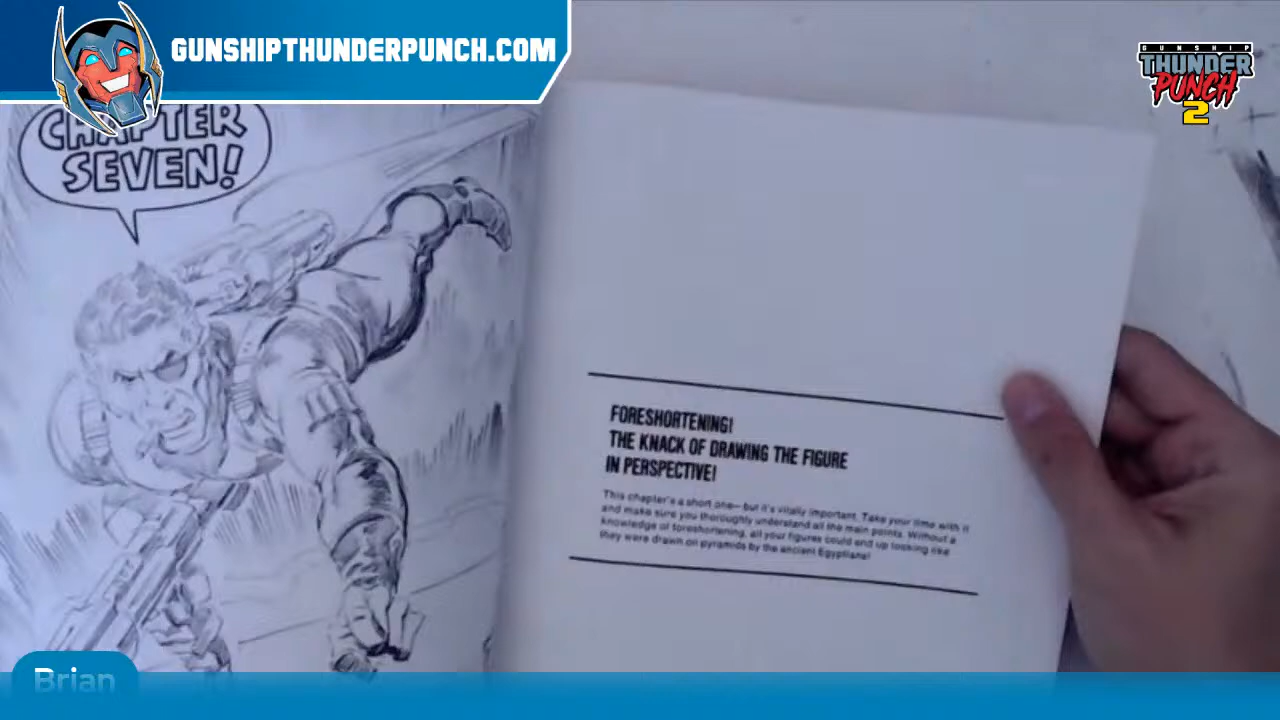 GUNSHIPTHUNDERPUNCH.COM
GUNSHIP
THUNDER
PUNCH
2
CHAPTER
SEVEN!
FORESHORTENING!
THE KNACK OF DRAWING THE FIGURE
IN PERSPECTIVE!
This chapter's a short one—but it's vitally important. Take your time with it
and make sure you thoroughly understand all the main points. Without a
knowledge of foreshortening, all your figures could end up looking like
they were drawn on pyramids by the ancient Egyptians!
Brian